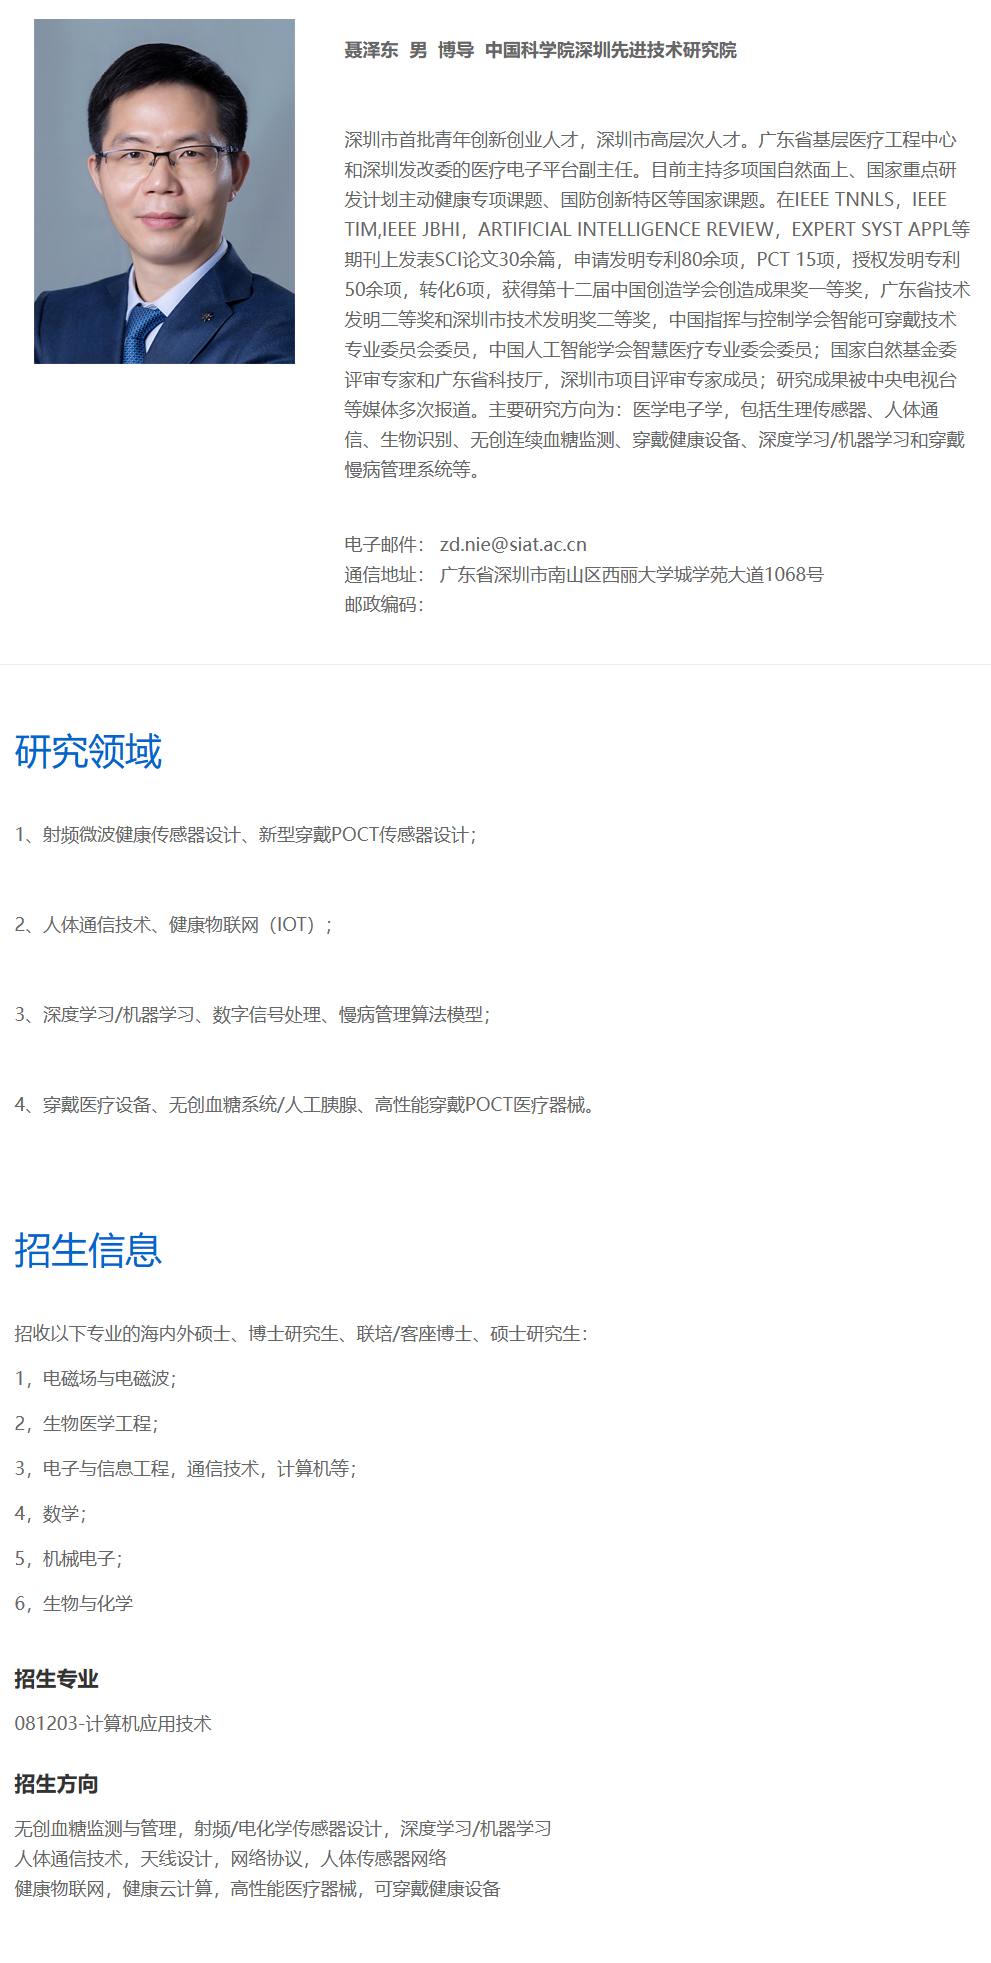 聂泽东 男 博导 中国科学院深圳先进技术研究院
深圳市首批青年创新创业人才，深圳市高层次人才。广东省基层医疗工程中心
和深圳发改委的医疗电子平台副主任。目前主持多项国自然面上、国家重点研
发计划主动健康专项课题、国防创新特区等国家课题。在IEEE TNNLS，IEEE
TIM,IEEE JBHI，ARTIFICIAL INTELLIGENCE REVIEW，EXPERT SYST APPL等
期刊上发表SCI论文30余篇，申请发明专利80余项，PCT 15项，授权发明专利
50余项，转化6项，获得第十二届中国创造学会创造成果奖一等奖，广东省技术
发明二等奖和深圳市技术发明奖二等奖，中国指挥与控制学会智能可穿戴技术
专业委员会委员，中国人工智能学会智慧医疗专业委会委员；国家自然基金委
评审专家和广东省科技厅，深圳市项目评审专家成员；研究成果被中央电视台
等媒体多次报道。主要研究方向为：医学电子学，包括生理传感器、人体通
信、生物识别、无创连续血糖监测、穿戴健康设备、深度学习/机器学习和穿戴
慢病管理系统等。
电子邮件： zd.nie@siat.ac.cn
通信地址： 广东省深圳市南山区西丽大学城学苑大道1068号
邮政编码：
研究领域
1、射频微波健康传感器设计、新型穿戴POCT传感器设计；
2、人体通信技术、健康物联网（IOT）；
3、深度学习/机器学习、数字信号处理、慢病管理算法模型；
4、穿戴医疗设备、无创血糖系统/人工胰腺、高性能穿戴POCT医疗器械。
招生信息
招收以下专业的海内外硕士、博士研究生、联培/客座博士、硕士研究生：
1，电磁场与电磁波；
2，生物医学工程；
3，电子与信息工程，通信技术，计算机等；
4，数学；
5，机械电子；
6，生物与化学
招生专业
081203-计算机应用技术
招生方向
无创血糖监测与管理，射频/电化学传感器设计，深度学习/机器学习
人体通信技术，天线设计，网络协议，人体传感器网络
健康物联网，健康云计算，高性能医疗器械，可穿戴健康设备